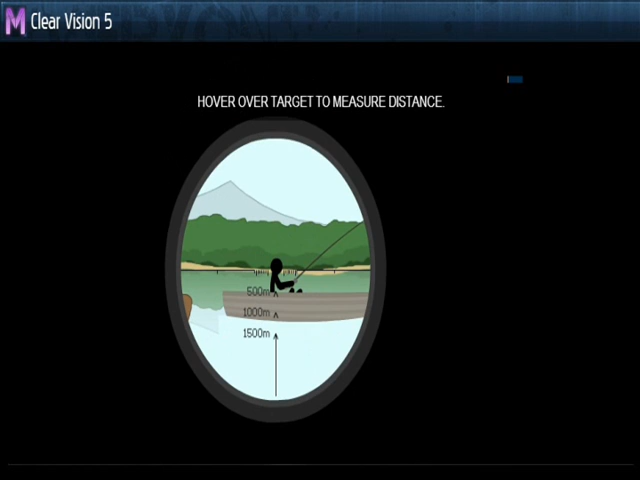 M Clear Vision 5
HOVER OVER TARGET TO MEASURE DISTANCE.
500m
1000m
1500m